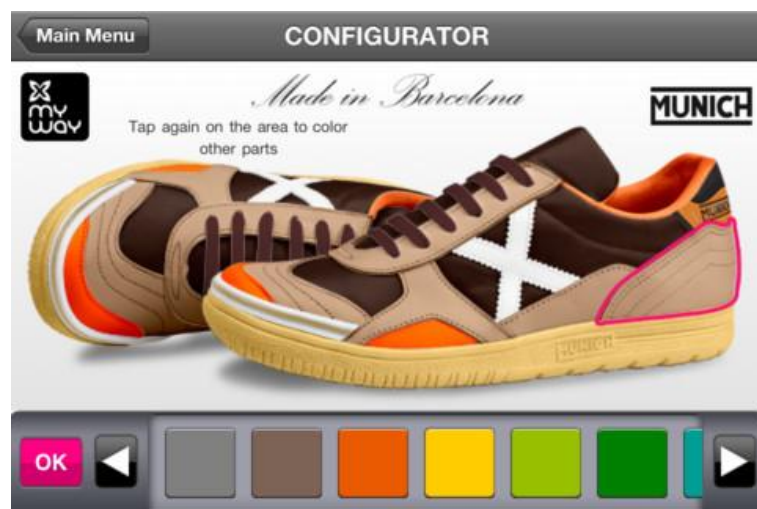 Main Menu
CONFIGURATOR
my
way
Made in Barcelona
MUNICH
Tap again on the area to color
other parts
MUNICH
MUNICH
OK